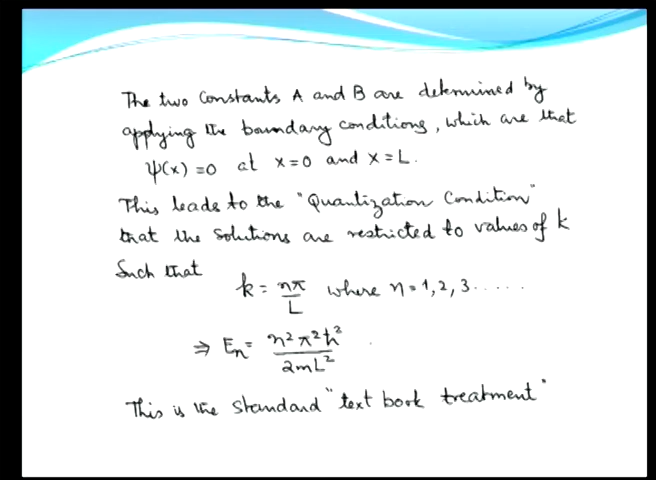 The two Constants A and B are determined by
applying the boundary conditions, which are that
ψ(x) = 0 at x = 0 and x = L.
This leads to the "Quantization Condition"
that the solutions are restricted to values of k
Such that
k = nπ/L where n = 1, 2, 3 .....
⇒ Eₙ = n²π²ħ²/2mL²
This is the standard "text book treatment"